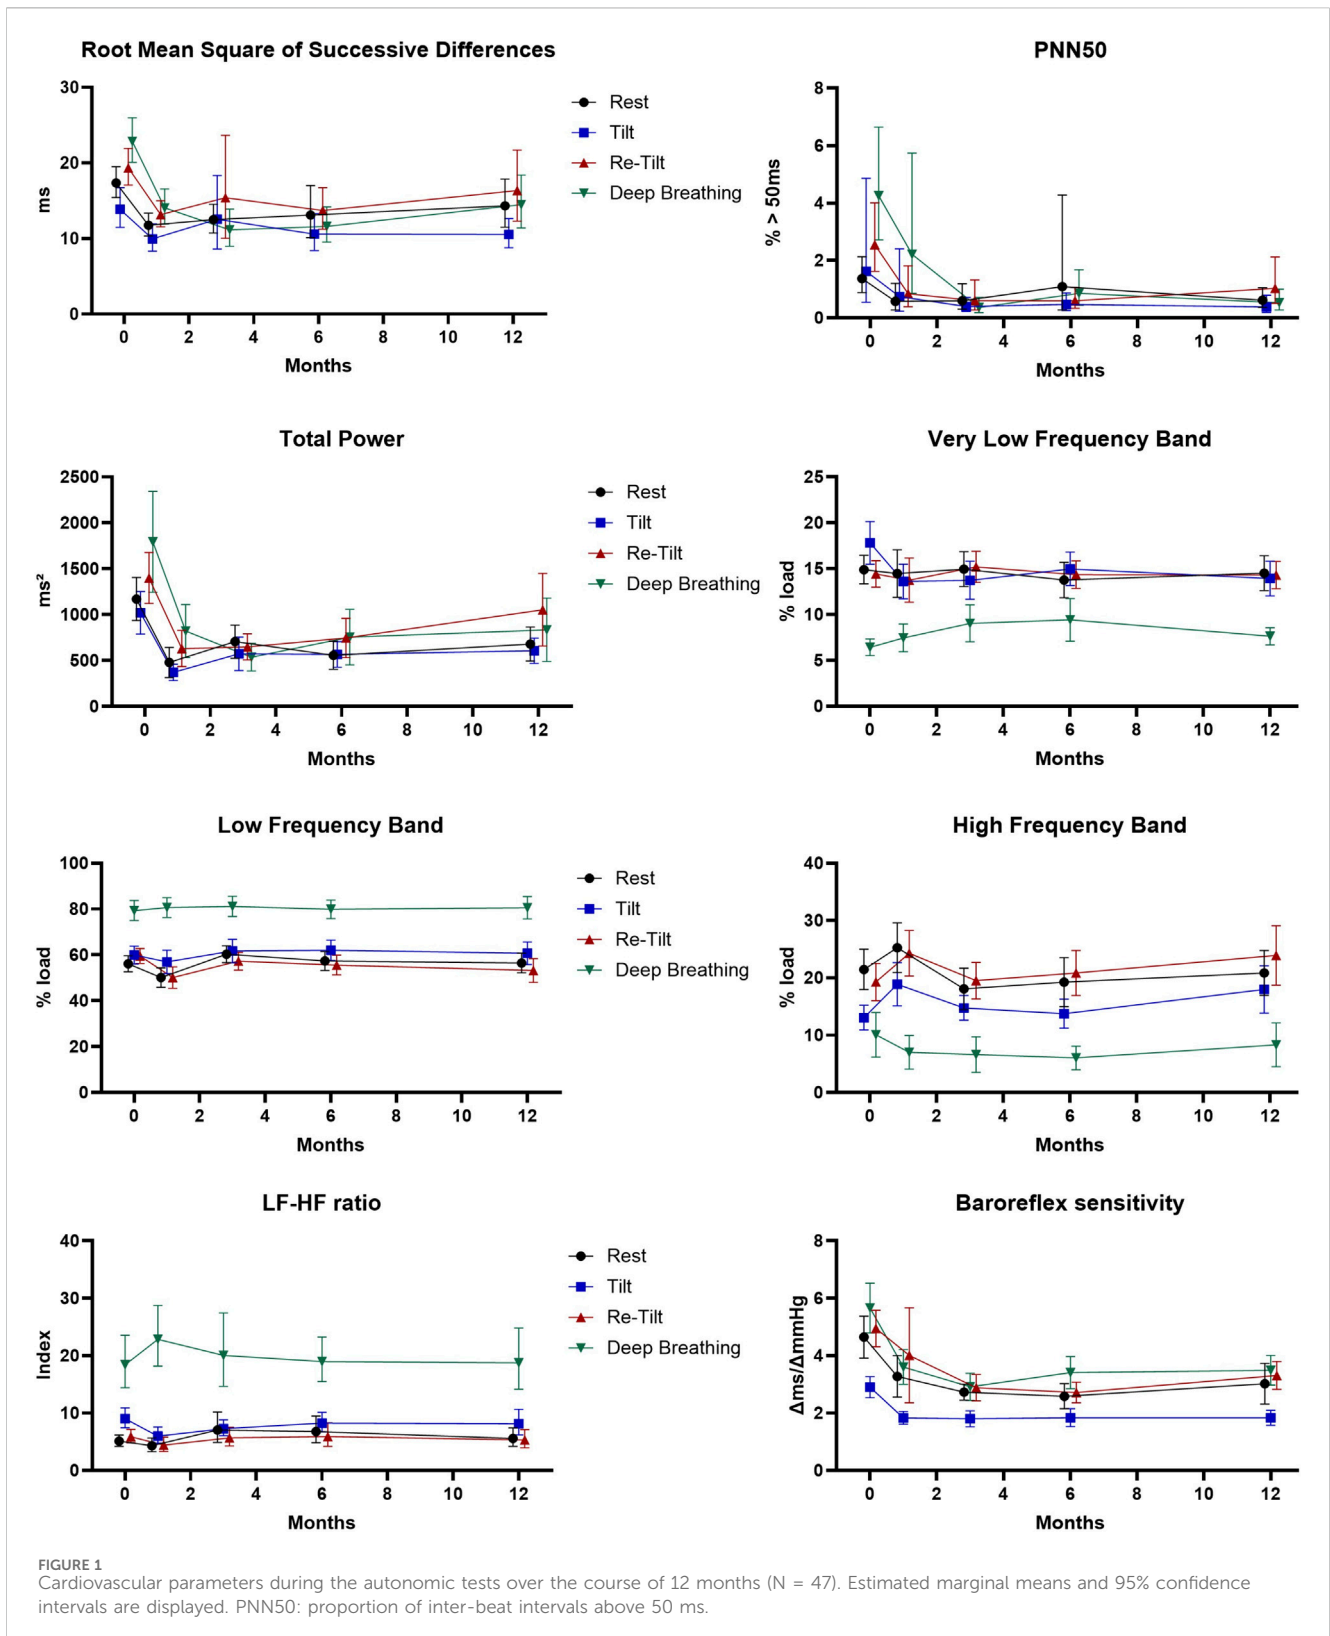 Root Mean Square of Successive Differences
30
20
10
0
ms
0 2 4 6 8 10 12
Months
Rest
Tilt
Re-Tilt
Deep Breathing
PNN50
8
6
4
2
0
% > 50ms
0 2 4 6 8 10 12
Months
Total Power
2500
2000
1500
1000
500
0
ms²
0 2 4 6 8 10 12
Months
Rest
Tilt
Re-Tilt
Deep Breathing
Very Low Frequency Band
25
20
15
10
5
0
% load
0 2 4 6 8 10 12
Months
Low Frequency Band
100
80
60
40
20
0
% load
0 2 4 6 8 10 12
Months
Rest
Tilt
Re-Tilt
Deep Breathing
High Frequency Band
40
30
20
10
0
% load
0 2 4 6 8 10 12
Months
LF-HF ratio
40
30
20
10
0
Index
0 2 4 6 8 10 12
Months
Rest
Tilt
Re-Tilt
Deep Breathing
Baroreflex sensitivity
8
6
4
2
0
Δms/ΔmmHg
0 2 4 6 8 10 12
Months
FIGURE 1
Cardiovascular parameters during the autonomic tests over the course of 12 months (N = 47). Estimated marginal means and 95% confidence
intervals are displayed. PNN50: proportion of inter-beat intervals above 50 ms.